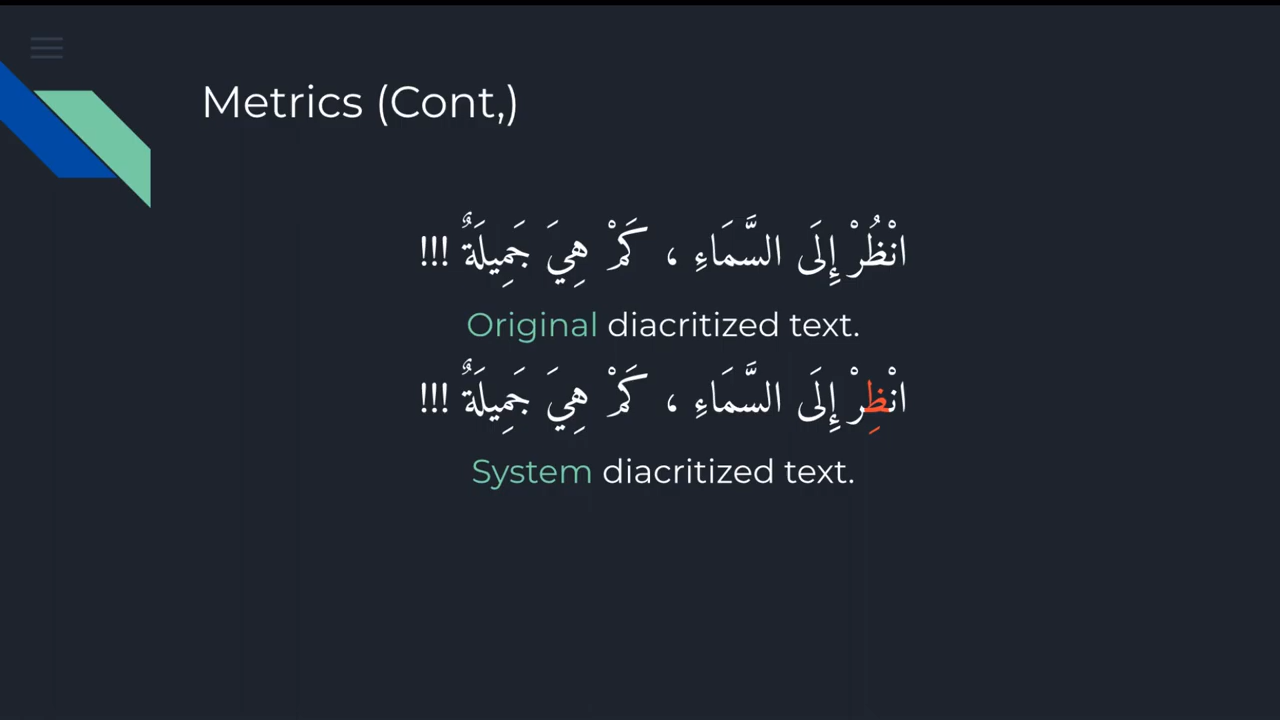 Metrics (Cont,)
انْظُرْ إِلَى السَّمَاءِ ، كَمْ هِيَ جَمِيلَةٌ !!!
Original diacritized text.
انْظِرْ إِلَى السَّمَاءِ ، كَمْ هِيَ جَمِيلَةٌ !!!
System diacritized text.